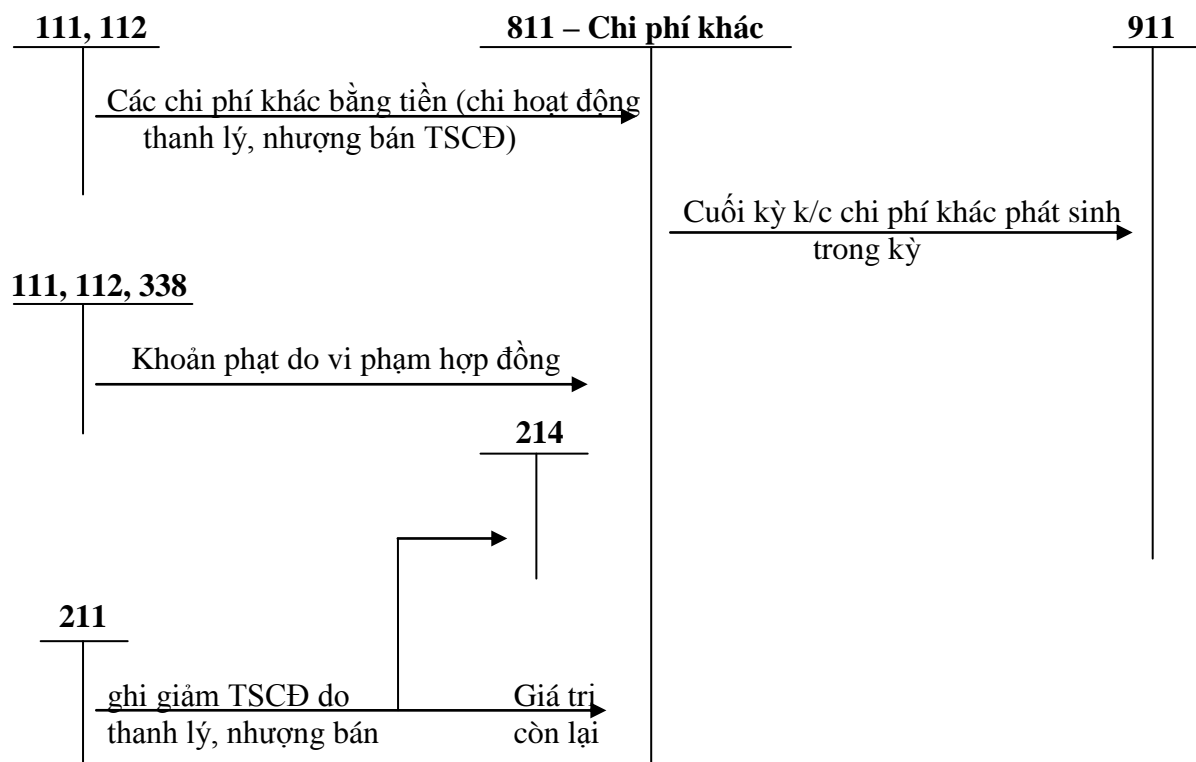 111, 112
811 – Chi phí khác
911
Các chi phí khác bằng tiền (chi hoạt động
thanh lý, nhượng bán TSCĐ)
Cuối kỳ k/c chi phí khác phát sinh
trong kỳ
111, 112, 338
Khoản phạt do vi phạm hợp đồng
214
211
ghi giảm TSCĐ do
thanh lý, nhượng bán
Giá trị
còn lại